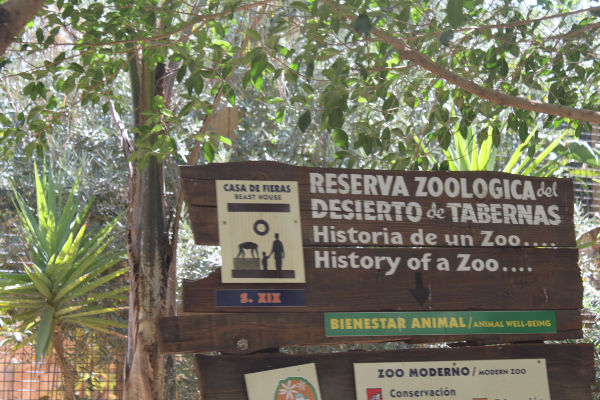 CASA DE FIERAS
BEAST HOUSE
S. XIX
RESERVA ZOOLOGICA del
DESIERTO de TABERNAS
Historia de un Zoo....
History of a Zoo....
BIENESTAR ANIMAL/ANIMAL WELL-BEING
ZOO MODERNO / MODERN ZOO
Conservación